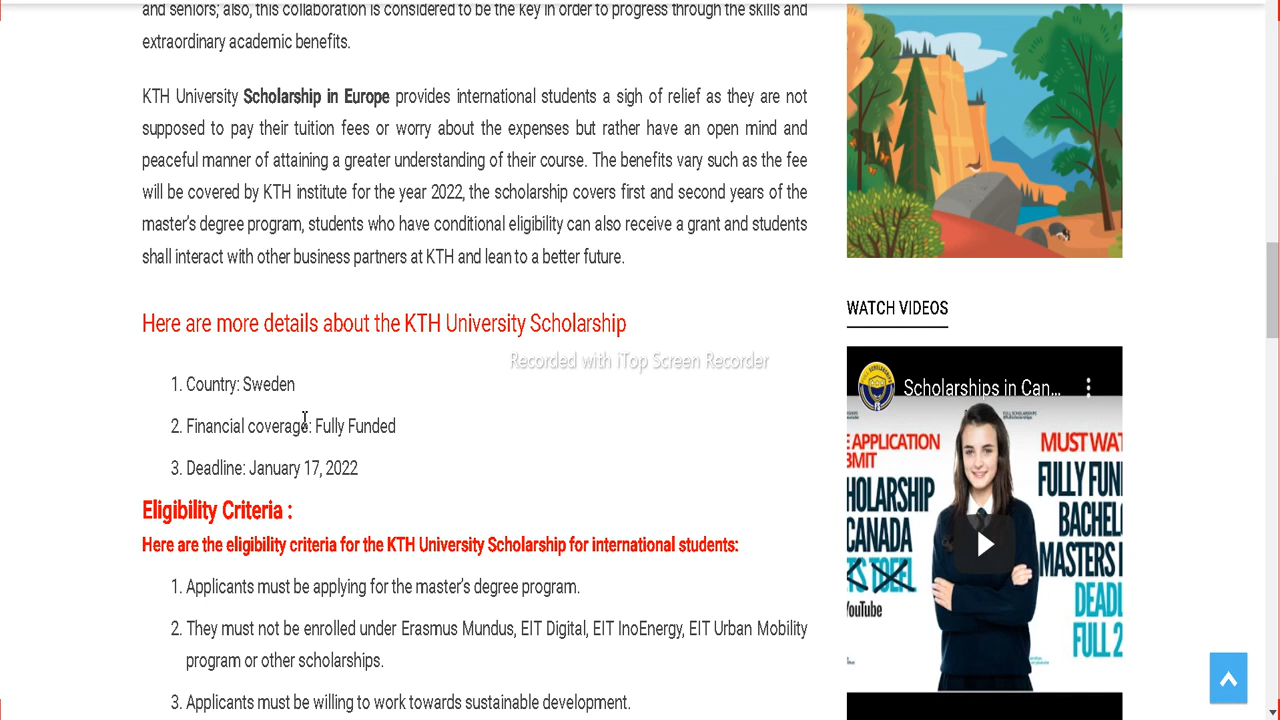 and seniors; also, this collaboration is considered to be the key in order to progress through the skills and
extraordinary academic benefits.
KTH University Scholarship in Europe provides international students a sigh of relief as they are not
supposed to pay their tuition fees or worry about the expenses but rather have an open mind and
peaceful manner of attaining a greater understanding of their course. The benefits vary such as the fee
will be covered by KTH institute for the year 2022, the scholarship covers first and second years of the
master's degree program, students who have conditional eligibility can also receive a grant and students
shall interact with other business partners at KTH and lean to a better future.
Here are more details about the KTH University Scholarship
Recorded with iTop Screen Recorder
1. Country: Sweden
2. Financial coverage: Fully Funded
3. Deadline: January 17, 2022
Eligibility Criteria :
Here are the eligibility criteria for the KTH University Scholarship for international students:
1. Applicants must be applying for the master's degree program.
2. They must not be enrolled under Erasmus Mundus, EIT Digital, EIT InoEnergy, EIT Urban Mobility
program or other scholarships.
3. Applicants must be willing to work towards sustainable development.
WATCH VIDEOS
Scholarships in Can...
E APPLICATION
BMIT
HOLARSHIP
CANADA
TS TOEFL
YouTube
MUST WAT
FULLY FUN
BACHEL
MASTERS
DEADL
FULL 2